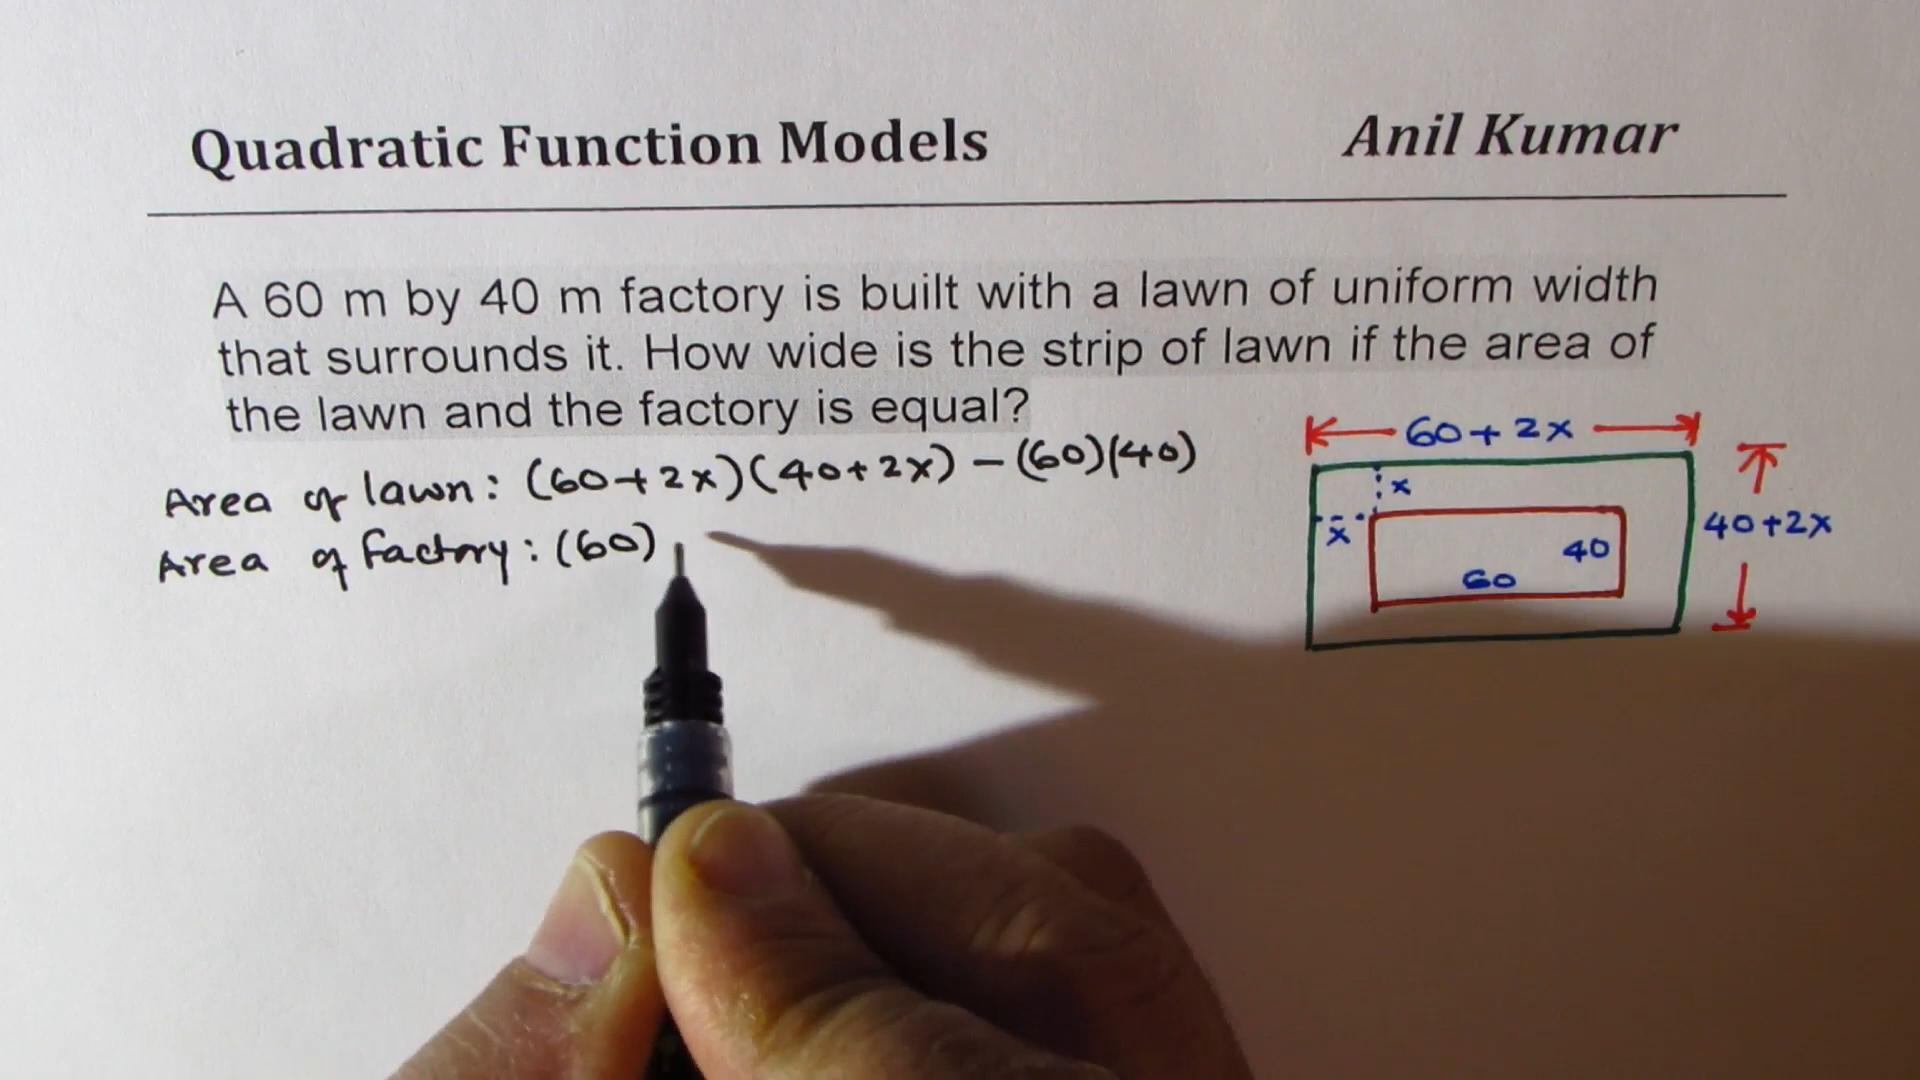 Quadratic Function Models Anil Kumar
A 60 m by 40 m factory is built with a lawn of uniform width
that surrounds it. How wide is the strip of lawn if the area of
the lawn and the factory is equal?
Area of lawn: (60+2x)(40+2x) - (60)(40)
Area of factory: (60)
60+2x
x
x
40
60
40+2x